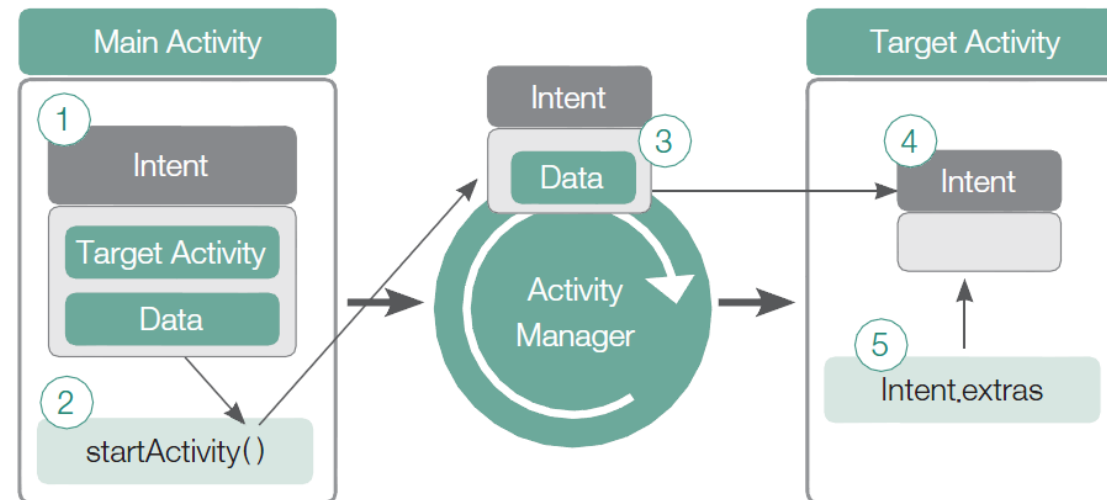 Main Activity
1
Intent
Target Activity
Data
2
startActivity( )
Intent
3
Data
Activity
Manager
Target Activity
4
Intent
5
Intent.extras